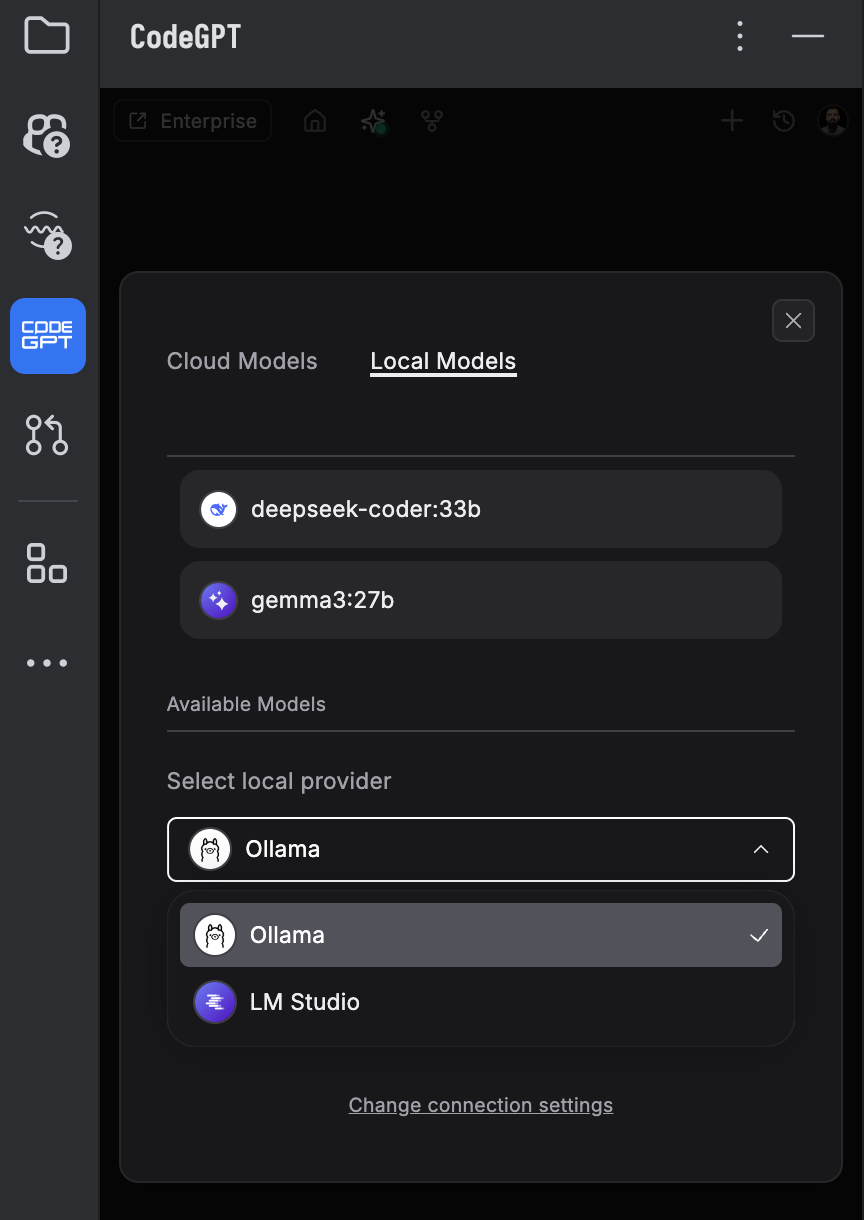 CodeGPT
Enterprise
?
?
CODE
GPT
Cloud Models
Local Models
deepseek-coder:33b
gemma3:27b
Available Models
Select local provider
Ollama
Ollama
LM Studio
Change connection settings